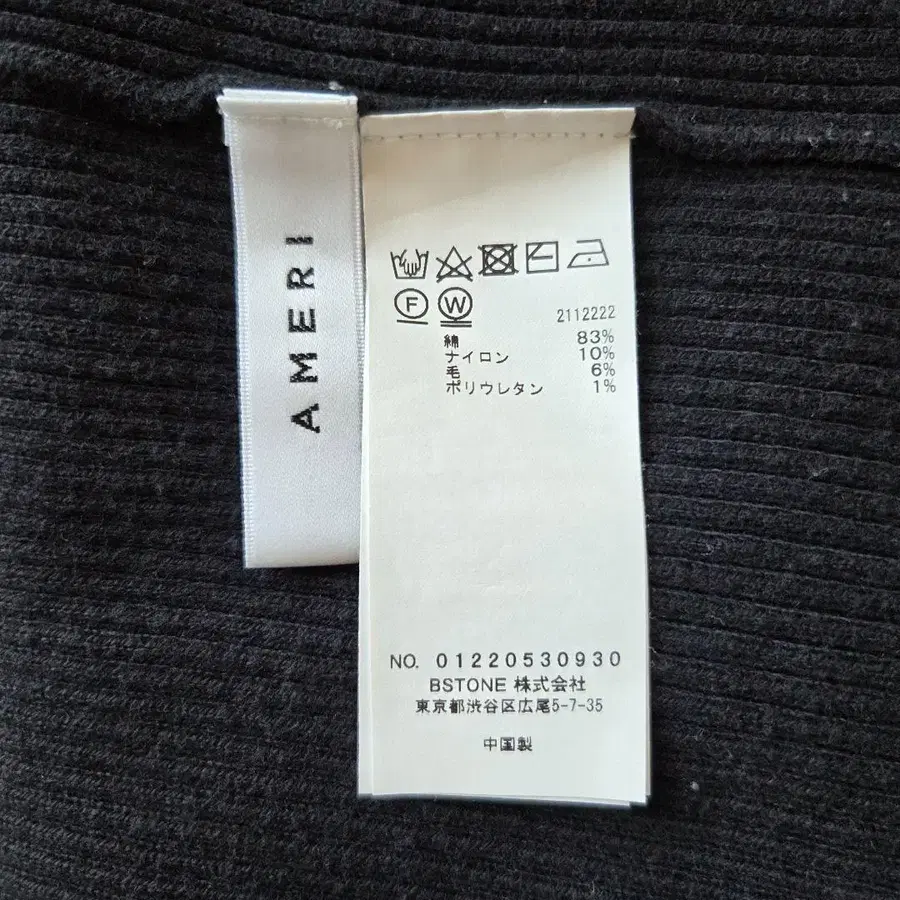 AMERI
F W
2112222
綿 83%
ナイロン 10%
毛 6%
ポリウレタン 1%
NO. 01220530930
BSTONE 株式会社
東京都渋谷区広尾5-7-35
中国製